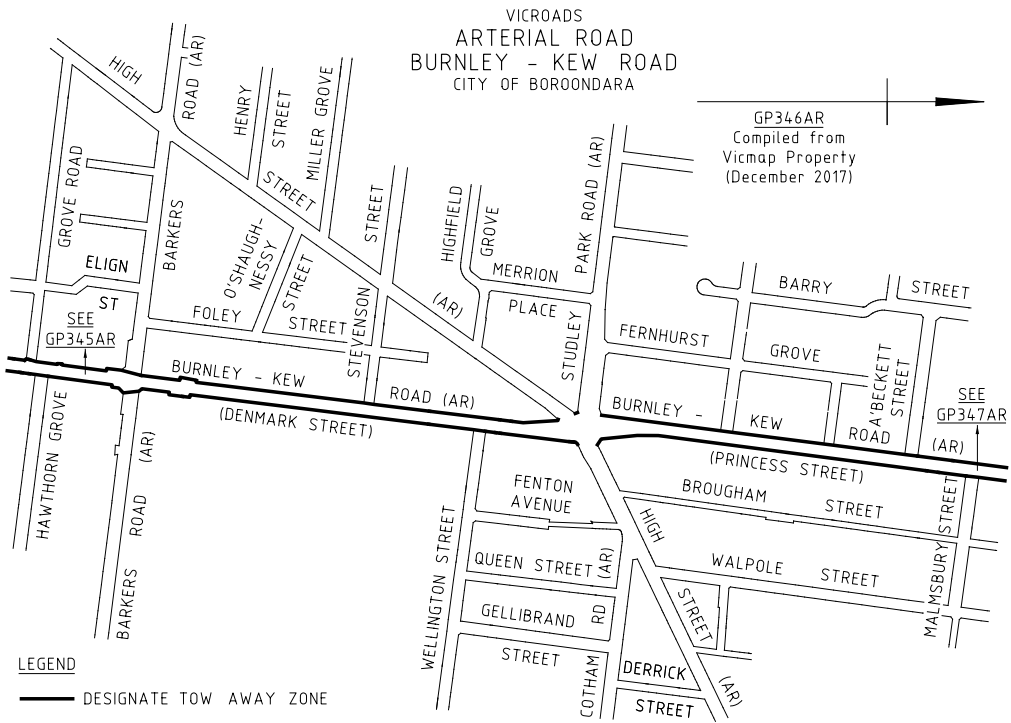 VICROADS
ARTERIAL ROAD
BURNLEY - KEW ROAD
CITY OF BOROONDARA
GP346AR
Compiled from
Vicmap Property
(December 2017)
HIGH
STREET
(AR)
ROAD (AR)
BARKERS
HENRY
STREET
MILLER GROVE
GROVE ROAD
ELIGN
ST
SEE
GP345AR
O'SHAUGH-
NESSY
STREET
FOLEY
STREET
STEVENSON
STREET
HIGHFIELD
GROVE
MERRION
PLACE
STUDLEY
PARK ROAD (AR)
FERNHURST
GROVE
BARRY
STREET
A'BECKETT
STREET
SEE
GP347AR
BURNLEY - KEW
ROAD (AR)
(DENMARK STREET)
BURNLEY -
KEW
ROAD
(AR)
(PRINCESS STREET)
HAWTHORN GROVE
BARKERS
ROAD
(AR)
WELLINGTON STREET
FENTON
AVENUE
QUEEN STREET
GELLIBRAND
STREET
COTHAM
RD
(AR)
HIGH
STREET
(AR)
BROUGHAM
STREET
WALPOLE
STREET
MALMSBURY STREET
DERRICK
STREET
LEGEND
DESIGNATE TOW AWAY ZONE